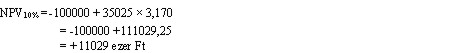 NPV10% = -100000 + 35025 × 3,170
= -100000 +111029,25
= +11029 ezer Ft